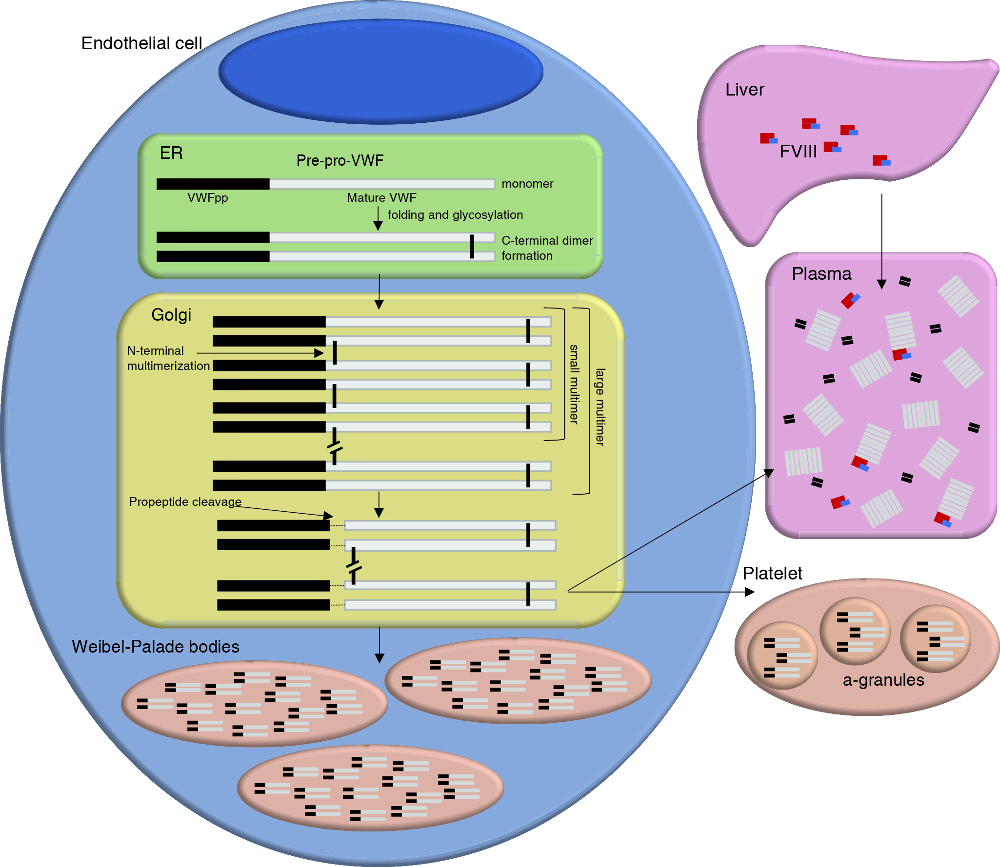 Endothelial cell
ER
Pre-pro-VWF
monomer
VWFpp
Mature VWF
folding and glycosylation
C-terminal dimer
formation
Golgi
N-terminal
multimerization
small multimer
large multimer
Propeptide cleavage
Weibel-Palade bodies
Liver
FVIII
Plasma
Platelet
a-granules